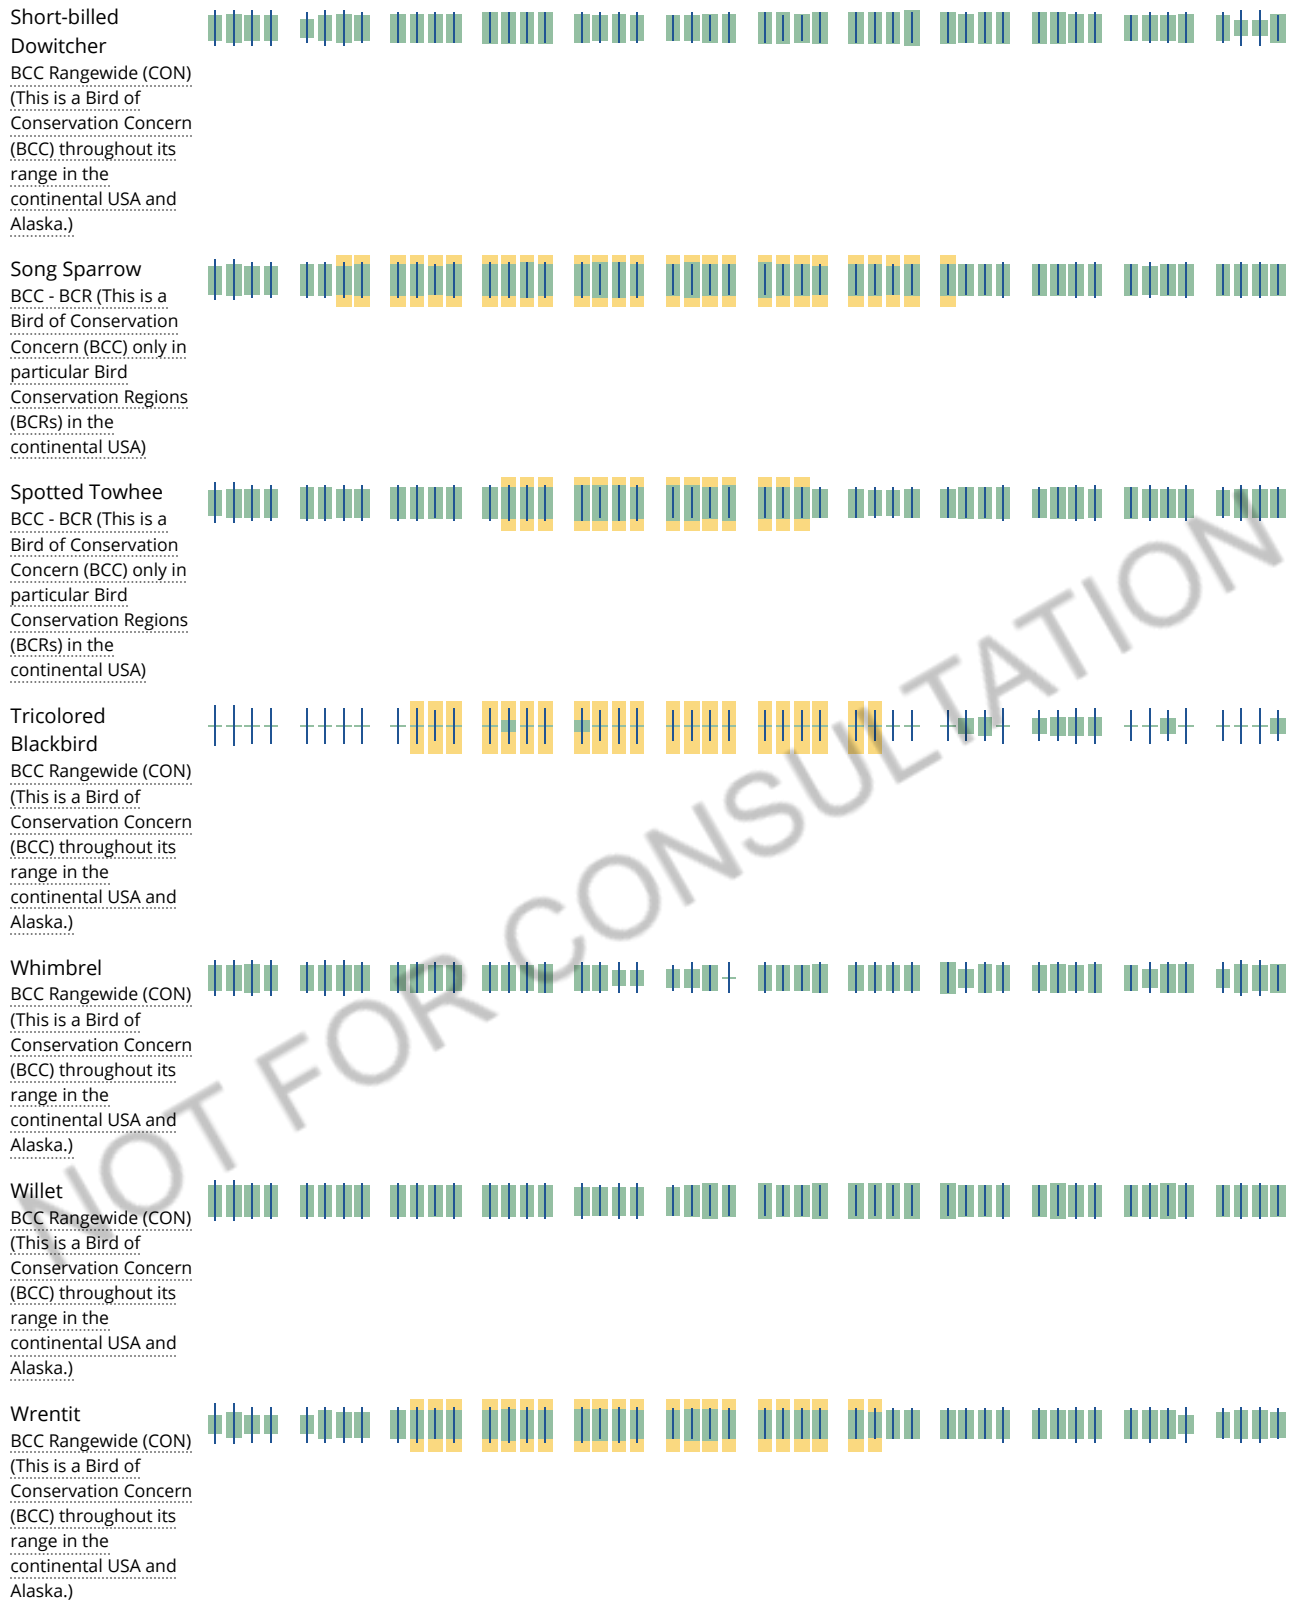 Short-billed
Dowitcher
BCC Rangewide (CON)
(This is a Bird of
Conservation Concern
(BCC) throughout its
range in the
continental USA and
Alaska.)
Song Sparrow
BCC - BCR (This is a
Bird of Conservation
Concern (BCC) only in
particular Bird
Conservation Regions
(BCRs) in the
continental USA)
Spotted Towhee
BCC - BCR (This is a
Bird of Conservation
Concern (BCC) only in
particular Bird
Conservation Regions
(BCRs) in the
continental USA)
Tricolored
Blackbird
BCC Rangewide (CON)
(This is a Bird of
Conservation Concern
(BCC) throughout its
range in the
continental USA and
Alaska.)
Whimbrel
BCC Rangewide (CON)
(This is a Bird of
Conservation Concern
(BCC) throughout its
range in the
continental USA and
Alaska.)
Willet
BCC Rangewide (CON)
(This is a Bird of
Conservation Concern
(BCC) throughout its
range in the
continental USA and
Alaska.)
Wrentit
BCC Rangewide (CON)
(This is a Bird of
Conservation Concern
(BCC) throughout its
range in the
continental USA and
Alaska.)
NOT FOR CONSULTATION